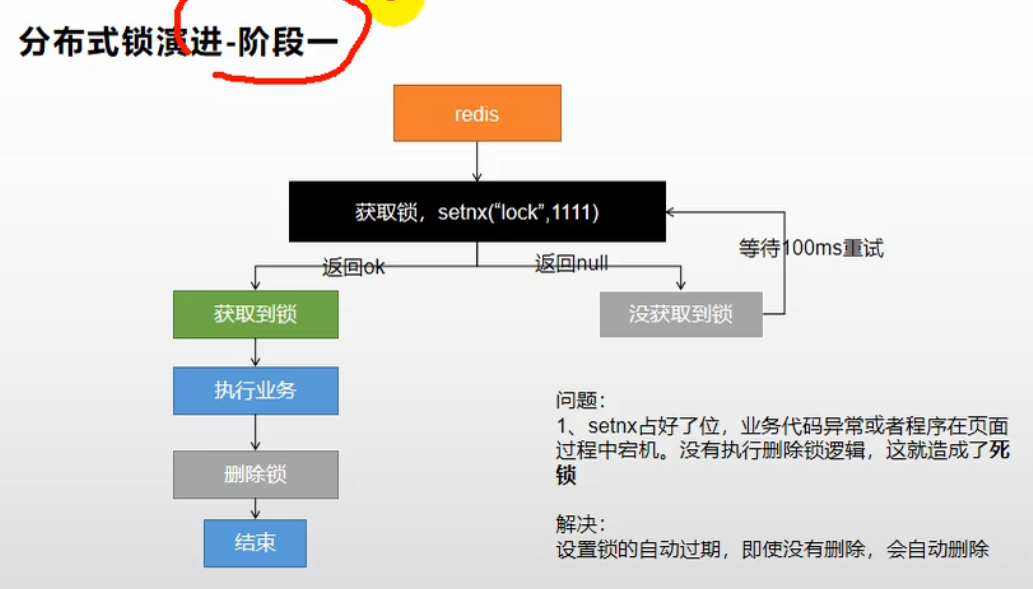 分布式锁演进-阶段一
redis
获取锁，setnx(“lock”,1111)
等待100ms重试
返回ok
返回null
获取到锁
没获取到锁
执行业务
删除锁
结束
问题：
1、setnx占好了位，业务代码异常或者程序在页面
过程中宕机。没有执行删除锁逻辑，这就造成了死
锁
解决：
设置锁的自动过期，即使没有删除，会自动删除